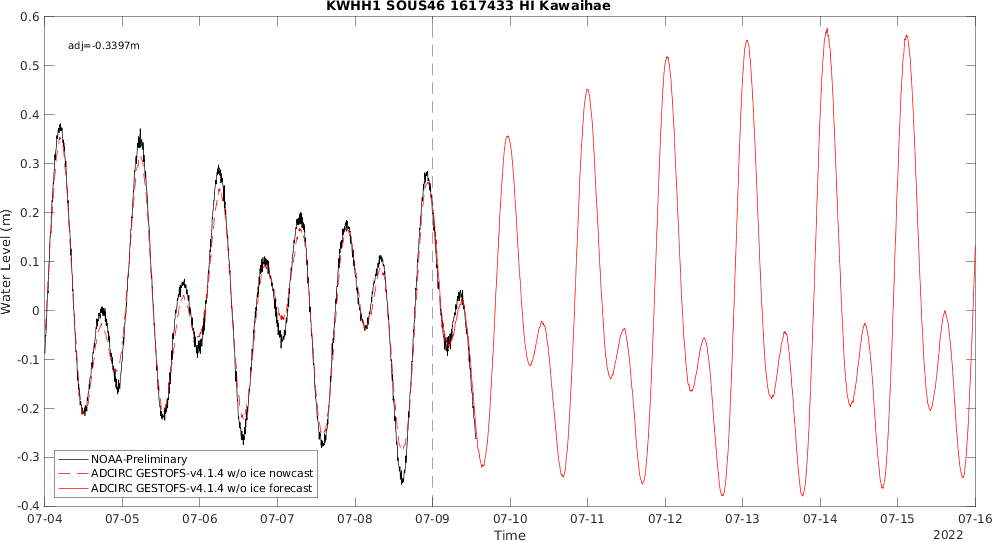 KWHH1 SOUS46 1617433 HI Kawaihae
adj=-0.3397m
Water Level (m)
0.6
0.5
0.4
0.3
0.2
0.1
0
-0.1
-0.2
-0.3
-0.4
NOAA-Preliminary
ADCIRC GESTOFS-v4.1.4 w/o ice nowcast
ADCIRC GESTOFS-v4.1.4 w/o ice forecast
07-04 07-05 07-06 07-07 07-08 07-09 07-10 07-11 07-12 07-13 07-14 07-15 07-16
Time
2022